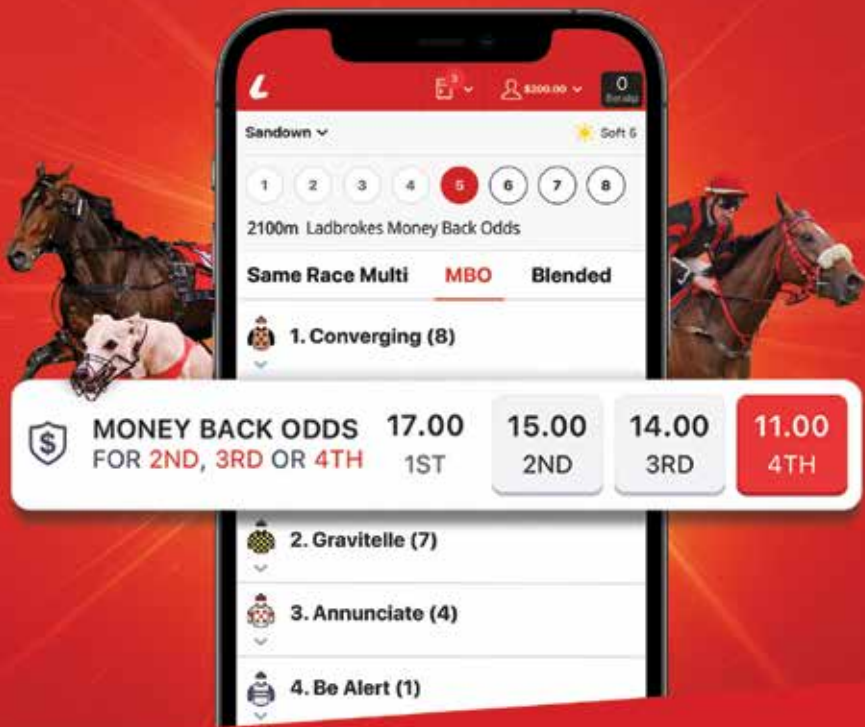 L
3
$200.00
0
Betslip
Sandown
Soft 5
1 2 3 4 5 6 7 8
2100m Ladbrokes Money Back Odds
Same Race Multi MBO Blended
1. Converging (8)
MONEY BACK ODDS 17.00 15.00 14.00 11.00
FOR 2ND, 3RD OR 4TH 1ST 2ND 3RD 4TH
2. Gravitelle (7)
3. Annunciate (4)
4. Be Alert (1)